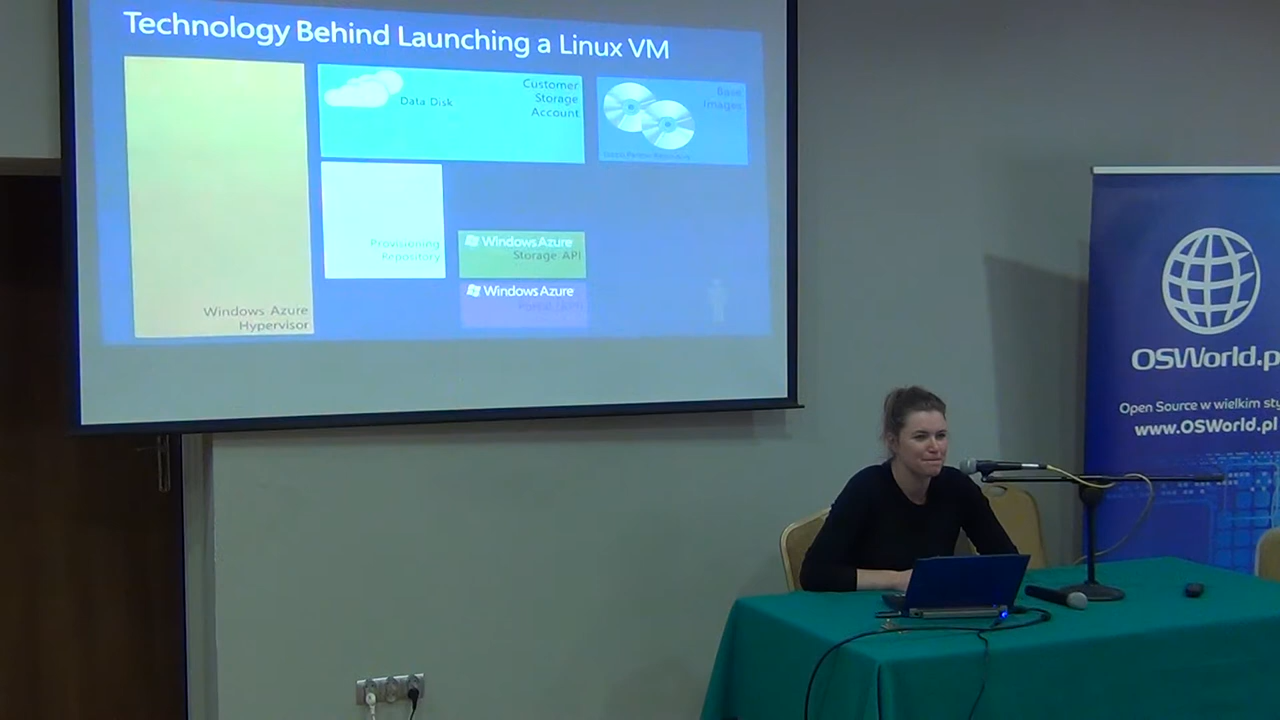 Technology Behind Launching a Linux VM
Data Disk
Customer
Storage
Account
Base
Images
Provisioning
Repository
Windows Azure
Storage API
Windows Azure
Windows Azure
Hypervisor
OSWorld.p
Open Source w wielkim sty
www.OSWorld.pl